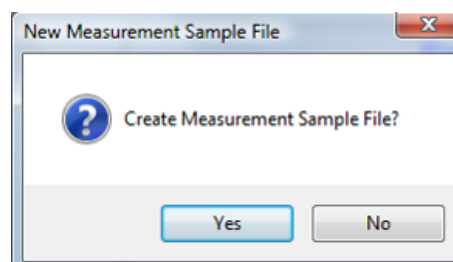 New Measurement Sample File
Create Measurement Sample File?
Yes
No